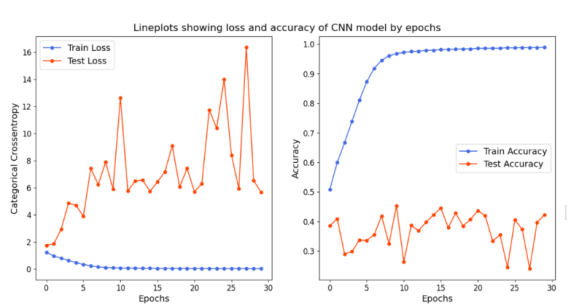 Lineplots showing loss and accuracy of CNN model by epochs
Train Loss
Test Loss
Categorical Crossentropy
16
14
12
10
8
6
4
2
0
0 5 10 15 20 25 30
Epochs
Accuracy
1.0
0.9
0.8
0.7
0.6
0.5
0.4
0.3
Train Accuracy
Test Accuracy
0 5 10 15 20 25 30
Epochs